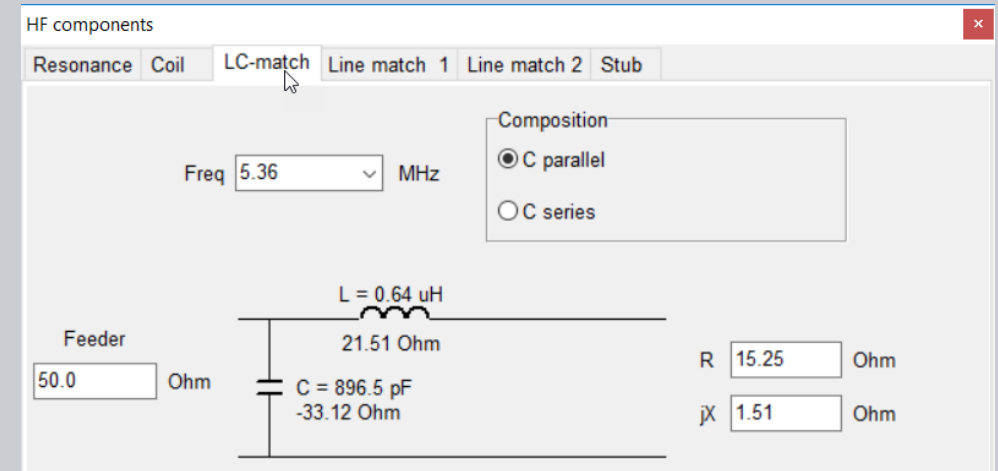 HF components
Resonance Coil LC-match Line match 1 Line match 2 Stub
Composition
Freq 5.36 MHz
C parallel
C series
L = 0.64 uH
Feeder
21.51 Ohm
R 15.25 Ohm
50.0 Ohm
C = 896.5 pF
-33.12 Ohm
jX 1.51 Ohm